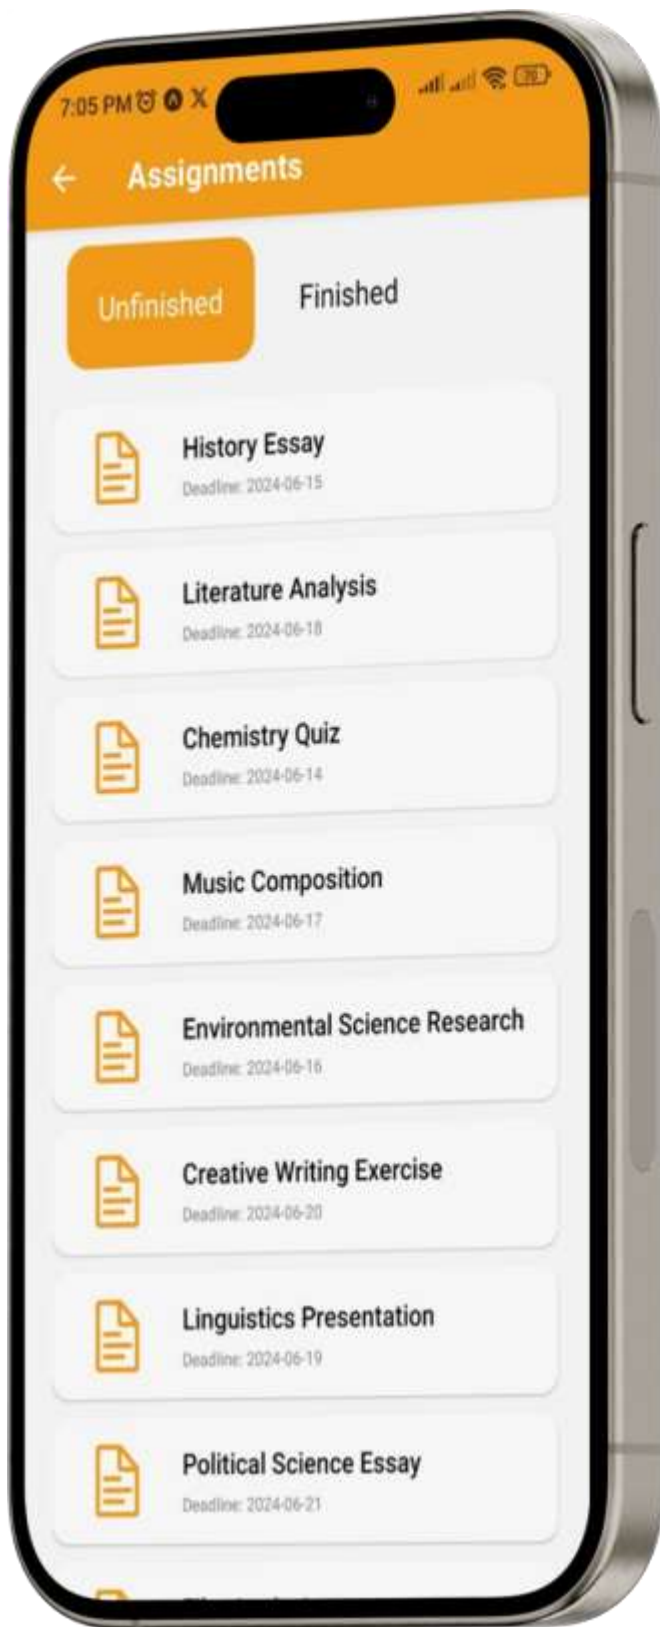 7:05 PM
70
Assignments
Unfinished
Finished
History Essay
Deadline: 2024-06-15
Literature Analysis
Deadline: 2024-06-18
Chemistry Quiz
Deadline: 2024-06-14
Music Composition
Deadline: 2024-06-17
Environmental Science Research
Deadline: 2024-06-16
Creative Writing Exercise
Deadline: 2024-06-20
Linguistics Presentation
Deadline: 2024-06-19
Political Science Essay
Deadline: 2024-06-21